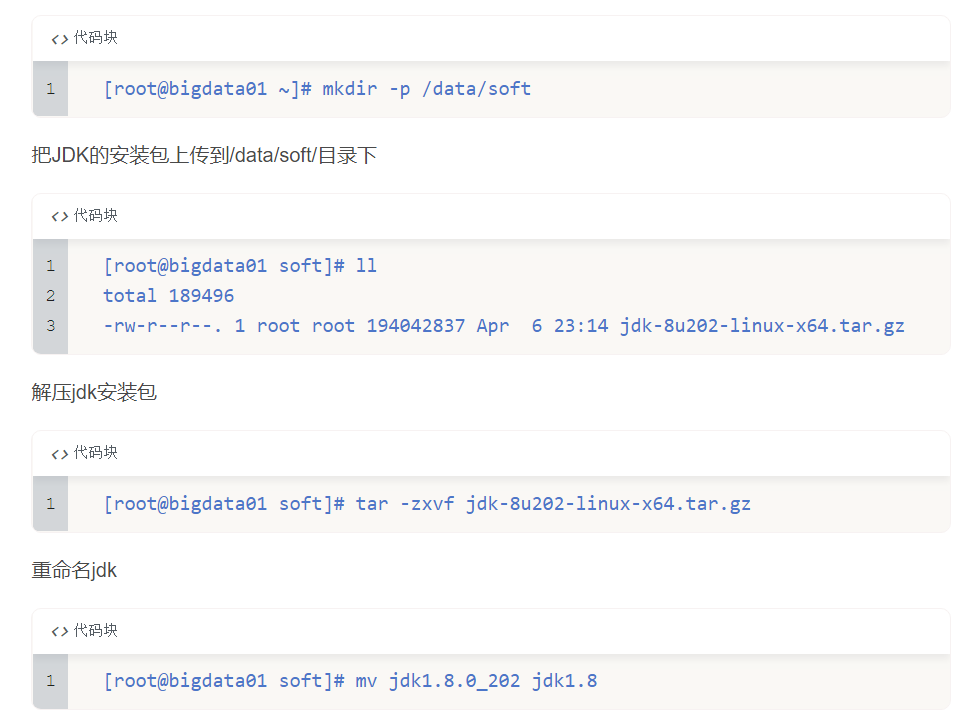 <> 代码块
1 [root@bigdata01 ~]# mkdir -p /data/soft
把JDK的安装包上传到/data/soft/目录下
<> 代码块
1 [root@bigdata01 soft]# ll
2 total 189496
3 -rw-r--r--. 1 root root 194042837 Apr  6 23:14 jdk-8u202-linux-x64.tar.gz
解压jdk安装包
<> 代码块
1 [root@bigdata01 soft]# tar -zxvf jdk-8u202-linux-x64.tar.gz
重命名jdk
<> 代码块
1 [root@bigdata01 soft]# mv jdk1.8.0_202 jdk1.8